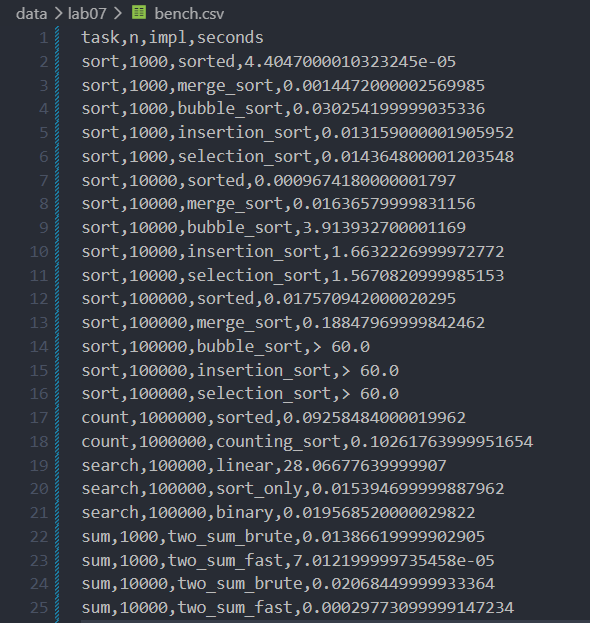 data > lab07 > bench.csv
1 task,n,impl,seconds
2 sort,1000,sorted,4.4047000010323245e-05
3 sort,1000,merge_sort,0.0014472000002569985
4 sort,1000,bubble_sort,0.030254199999035336
5 sort,1000,insertion_sort,0.013159000001905952
6 sort,1000,selection_sort,0.014364800001203548
7 sort,10000,sorted,0.0009674180000001797
8 sort,10000,merge_sort,0.01636579999831156
9 sort,10000,bubble_sort,3.913932700001169
10 sort,10000,insertion_sort,1.6632226999972772
11 sort,10000,selection_sort,1.5670820999985153
12 sort,100000,sorted,0.017570942000020295
13 sort,100000,merge_sort,0.18847969999842462
14 sort,100000,bubble_sort,> 60.0
15 sort,100000,insertion_sort,> 60.0
16 sort,100000,selection_sort,> 60.0
17 count,1000000,sorted,0.09258484000019962
18 count,1000000,counting_sort,0.10261763999951654
19 search,100000,linear,28.06677639999907
20 search,100000,sort_only,0.015394699999887962
21 search,100000,binary,0.019568520000029822
22 sum,1000,two_sum_brute,0.01386619999902905
23 sum,1000,two_sum_fast,7.012199999735458e-05
24 sum,10000,two_sum_brute,0.02068449999933364
25 sum,10000,two_sum_fast,0.00029773099999147234